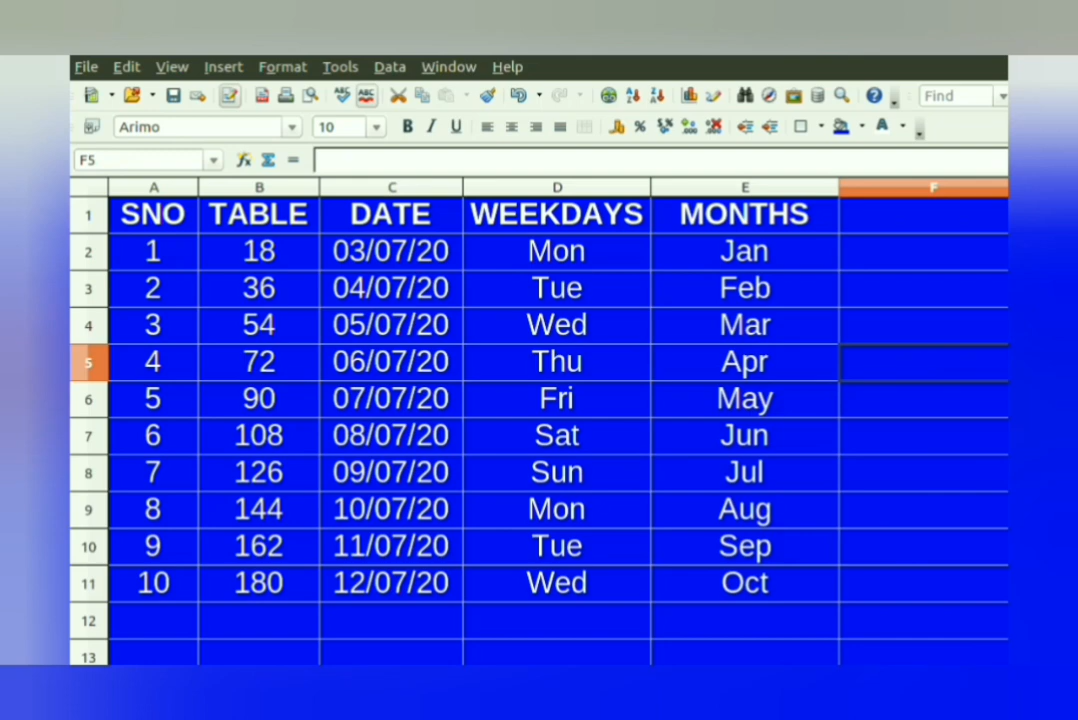 File Edit View Insert Format Tools Data Window Help
Find
Arimo 10 B I U
F5
A B C D E F
1 SNO TABLE DATE WEEKDAYS MONTHS
2 1 18 03/07/20 Mon Jan
3 2 36 04/07/20 Tue Feb
4 3 54 05/07/20 Wed Mar
5 4 72 06/07/20 Thu Apr
6 5 90 07/07/20 Fri May
7 6 108 08/07/20 Sat Jun
8 7 126 09/07/20 Sun Jul
9 8 144 10/07/20 Mon Aug
10 9 162 11/07/20 Tue Sep
11 10 180 12/07/20 Wed Oct
12
13